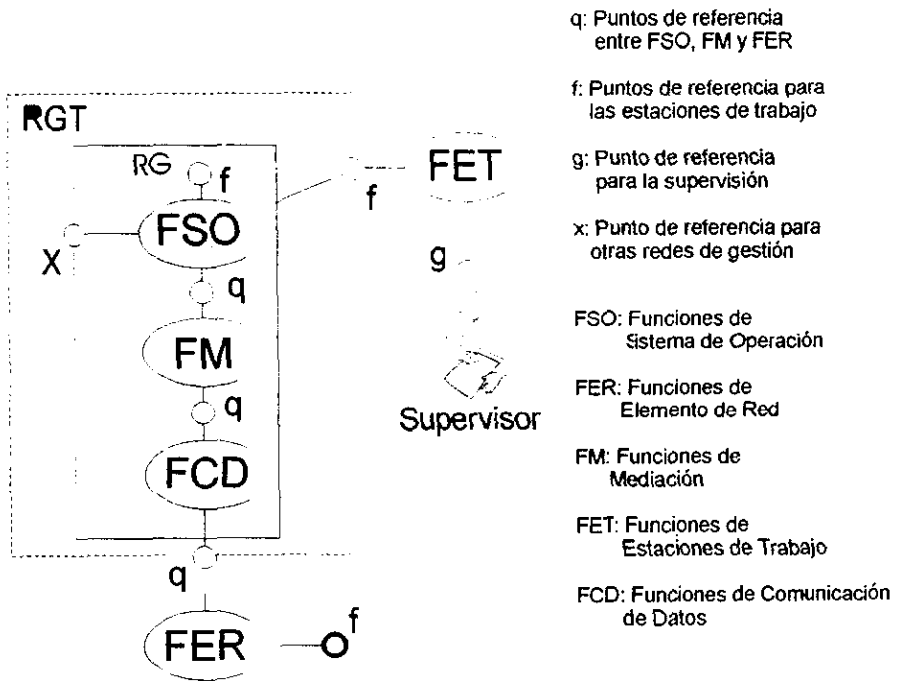 RGT
RG
f
FSO
X
q
FM
q
FCD
q
FER
f
f
FET
g
Supervisor
q: Puntos de referencia
entre FSO, FM y FER
f: Puntos de referencia para
las estaciones de trabajo
g: Punto de referencia
para la supervisión
x: Punto de referencia para
otras redes de gestión
FSO: Funciones de
Sistema de Operación
FER: Funciones de
Elemento de Red
FM: Funciones de
Mediación
FET: Funciones de
Estaciones de Trabajo
FCD: Funciones de Comunicación
de Datos